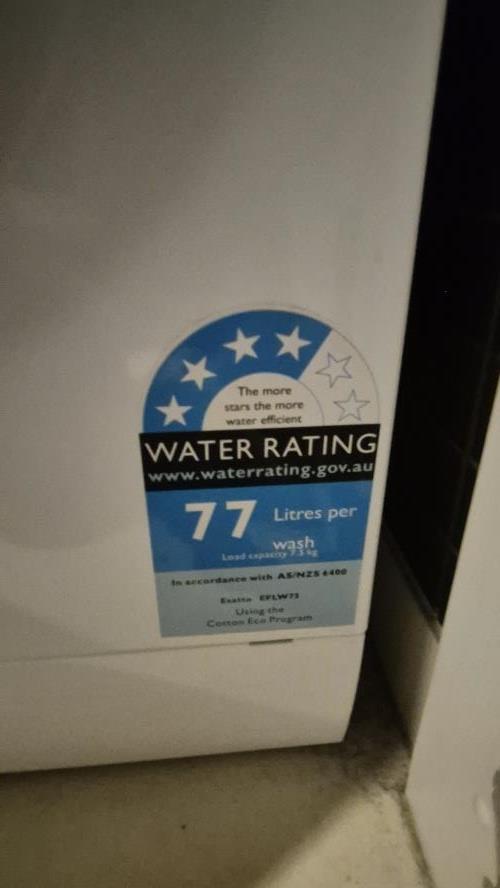 The more
stars the more
water efficient
WATER RATING
www.waterrating.gov.au
77 Litres per
wash
Load capacity 7.5 kg
In accordance with AS/NZS 6400
Esatto EFLW75
Using the
Cotton Eco Program